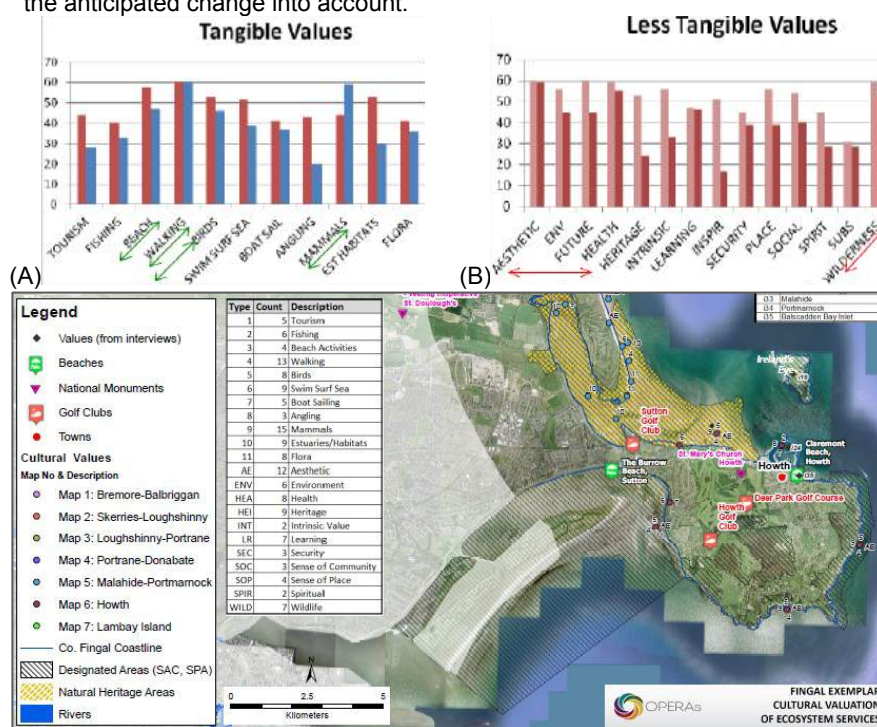 the anticipated change into account.
Tangible Values
70
60
50
40
30
20
10
0
TOURISM
FISHING
BEACH
WALKING
BIRDS
SWIM SURF SEA
BOAT SAIL
ANGLING
MAMMALS
EST HABITATS
FLORA
Less Tangible Values
70
60
50
40
30
20
10
0
AESTHETIC
ENV
FUTURE
HEALTH
HERITAGE
INTRINSIC
LEARNING
INSPIR
SECURITY
PLACE
SOCIAL
SPIRIT
SUBS
WILDERNESS
(A)
(B)
Legend
Values (from interviews)
Beaches
National Monuments
Golf Clubs
Towns
Cultural Values
Map No & Description
Map 1: Bremore-Balbriggan
Map 2: Skerries-Loughshinny
Map 3: Loughshinny-Portrane
Map 4: Portrane-Donabate
Map 5: Malahide-Portmarnock
Map 6: Howth
Map 7: Lambay Island
Co. Fingal Coastline
Designated Areas (SAC, SPA)
Natural Heritage Areas
Rivers
Type Count Description
1 5 Tourism
2 6 Fishing
3 4 Beach Activities
4 13 Walking
5 8 Birds
6 9 Swim Surf Sea
7 5 Boat Sailing
8 3 Angling
9 15 Mammals
10 9 Estuaries/Habitats
11 8 Flora
AE 12 Aesthetic
ENV 6 Environment
HEA 8 Health
HEI 9 Heritage
INT 2 Intrinsic Value
LR 7 Learning
SEC 3 Security
SOC 3 Sense of Community
SOP 4 Sense of Place
SPIR 2 Spiritual
WILD 7 Wildlife
St. Doulough's
i33 Malahide
i34 Portmarnock
i35 Balscadden Bay Inlet
Ireland's
Eye
Sutton
Golf
Club
The Burrow
Beach,
Sutton
St. Mary's Church
Howth
Howth
Claremont
Beach,
Howth
Deer Park Golf Course
Howth
Golf
Club
N
0 2.5 5
Kilometers
OPERAs
FINGAL EXEMPLAR
CULTURAL VALUATION
OF ECOSYSTEM SERVICES